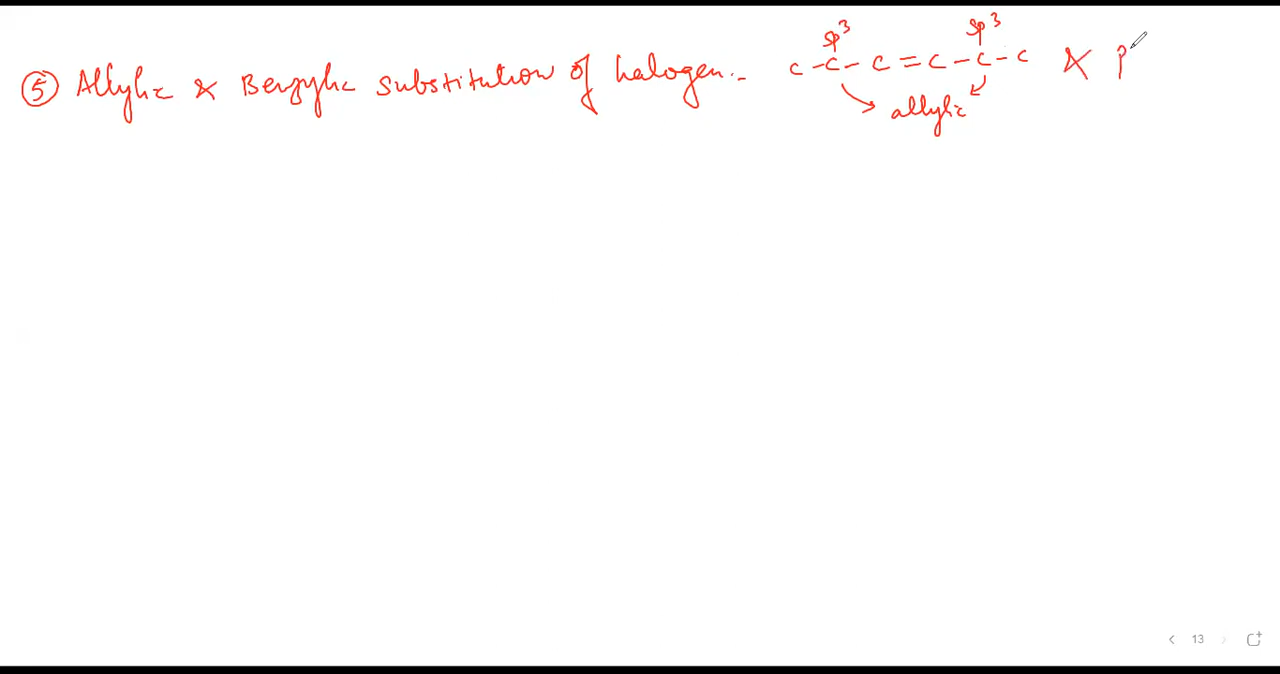 sp³ sp³
⑤ Allylic & Benzylic substitution of halogen :- C - C - C = C - C - C &
allylic
< 13 >